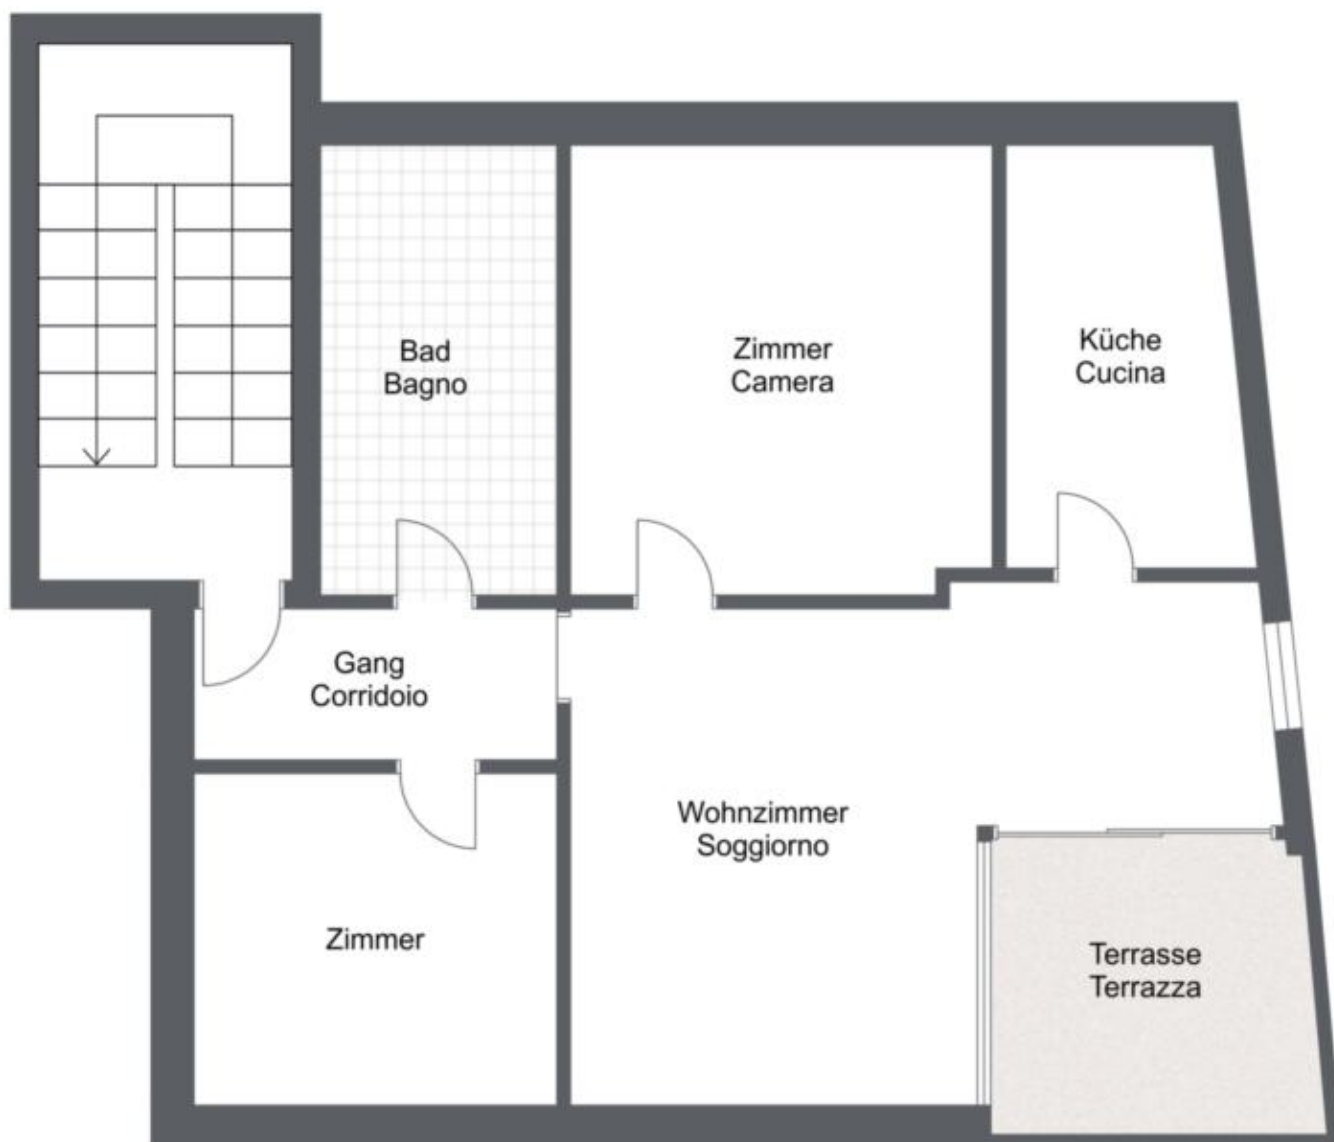 Bad
Bagno
Zimmer
Camera
Küche
Cucina
Gang
Corridoio
Wohnzimmer
Soggiorno
Zimmer
Terrasse
Terrazza